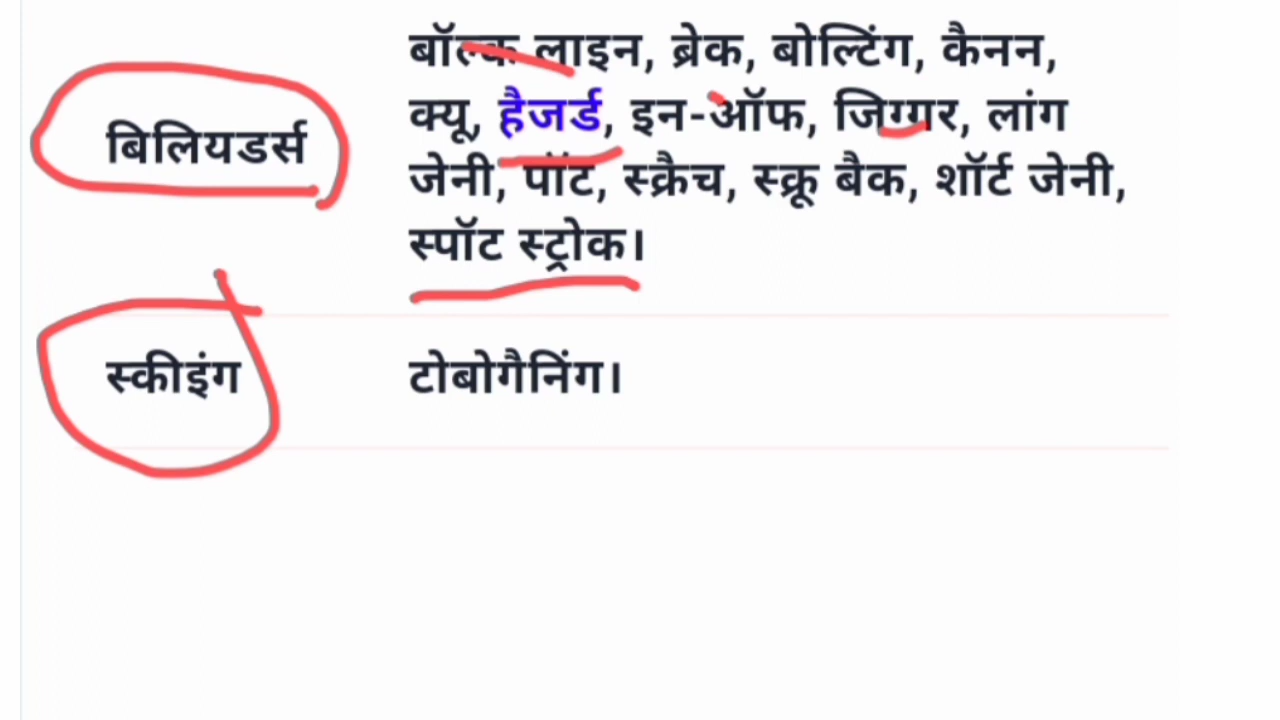 बिलियडर्स
बॉल्क लाइन, ब्रेक, बोल्टिंग, कैनन,
क्यू, हैजर्ड, इन-ऑफ, जिग्गर, लांग
जेनी, पॉट, स्क्रैच, स्क्रू बैक, शॉर्ट जेनी,
स्पॉट स्ट्रोक।
स्कीइंग
टोबोगैनिंग।